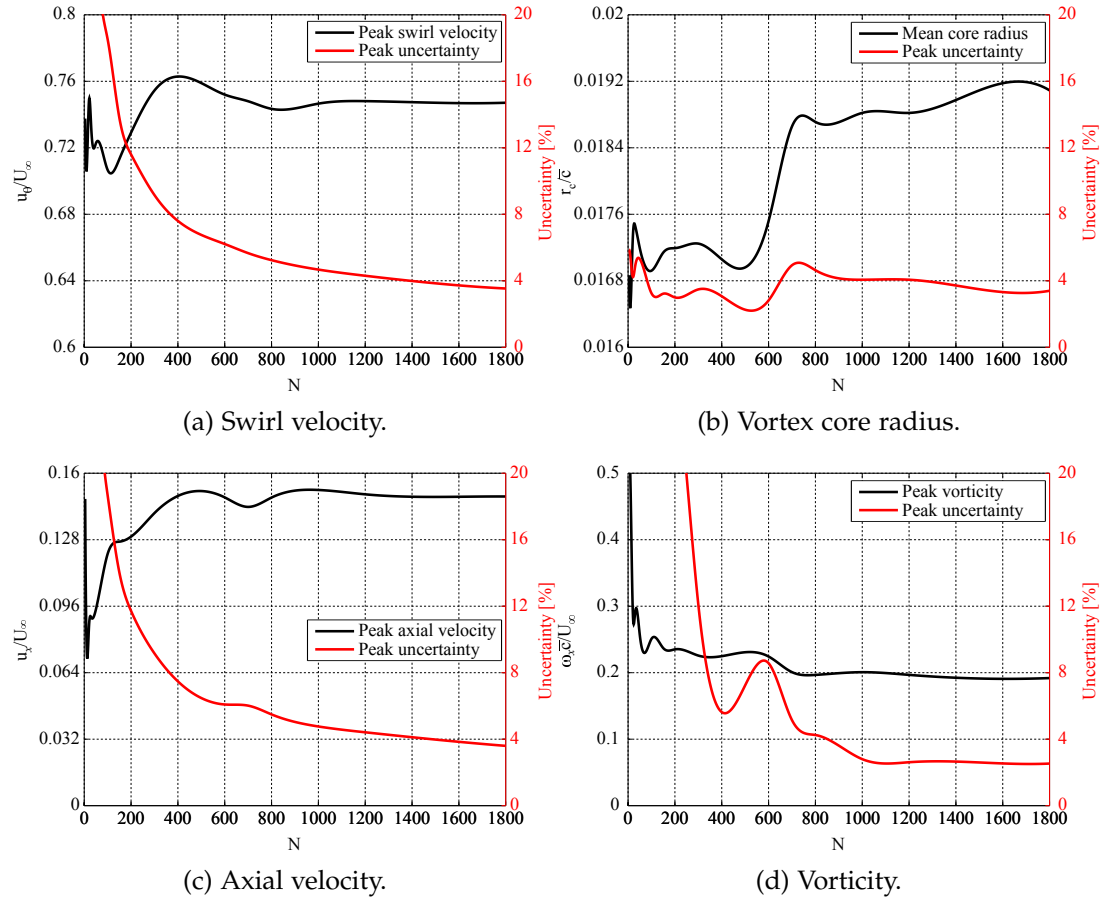 0.8
0.76
0.72
0.68
0.64
0.6
u_θ/U_∞
20
16
12
8
4
0
Uncertainty [%]
Peak swirl velocity
Peak uncertainty
0 200 400 600 800 1000 1200 1400 1600 1800
N
(a) Swirl velocity.
0.02
0.0192
0.0184
0.0176
0.0168
0.016
r_c/c̅
20
16
12
8
4
0
Uncertainty [%]
Mean core radius
Peak uncertainty
0 200 400 600 800 1000 1200 1400 1600 1800
N
(b) Vortex core radius.
0.16
0.128
0.096
0.064
0.032
0
u_x/U_∞
20
16
12
8
4
0
Uncertainty [%]
Peak axial velocity
Peak uncertainty
0 200 400 600 800 1000 1200 1400 1600 1800
N
(c) Axial velocity.
0.5
0.4
0.3
0.2
0.1
0
ω_x c̅/U_∞
20
16
12
8
4
0
Uncertainty [%]
Peak vorticity
Peak uncertainty
0 200 400 600 800 1000 1200 1400 1600 1800
N
(d) Vorticity.